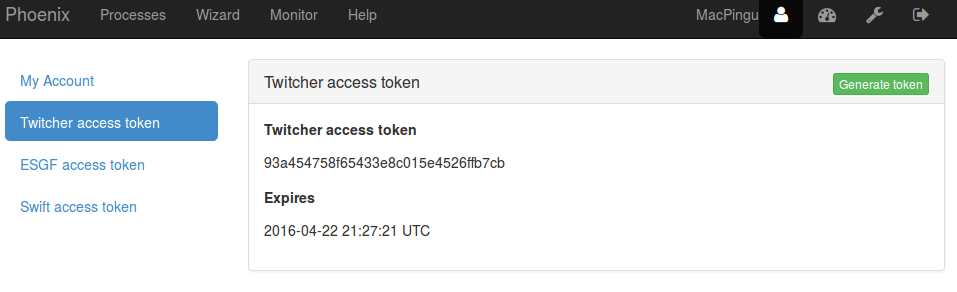 Phoenix Processes Wizard Monitor Help MacPingu
My Account
Twitcher access token
ESGF access token
Swift access token
Twitcher access token Generate token
Twitcher access token
93a454758f65433e8c015e4526ffb7cb
Expires
2016-04-22 21:27:21 UTC